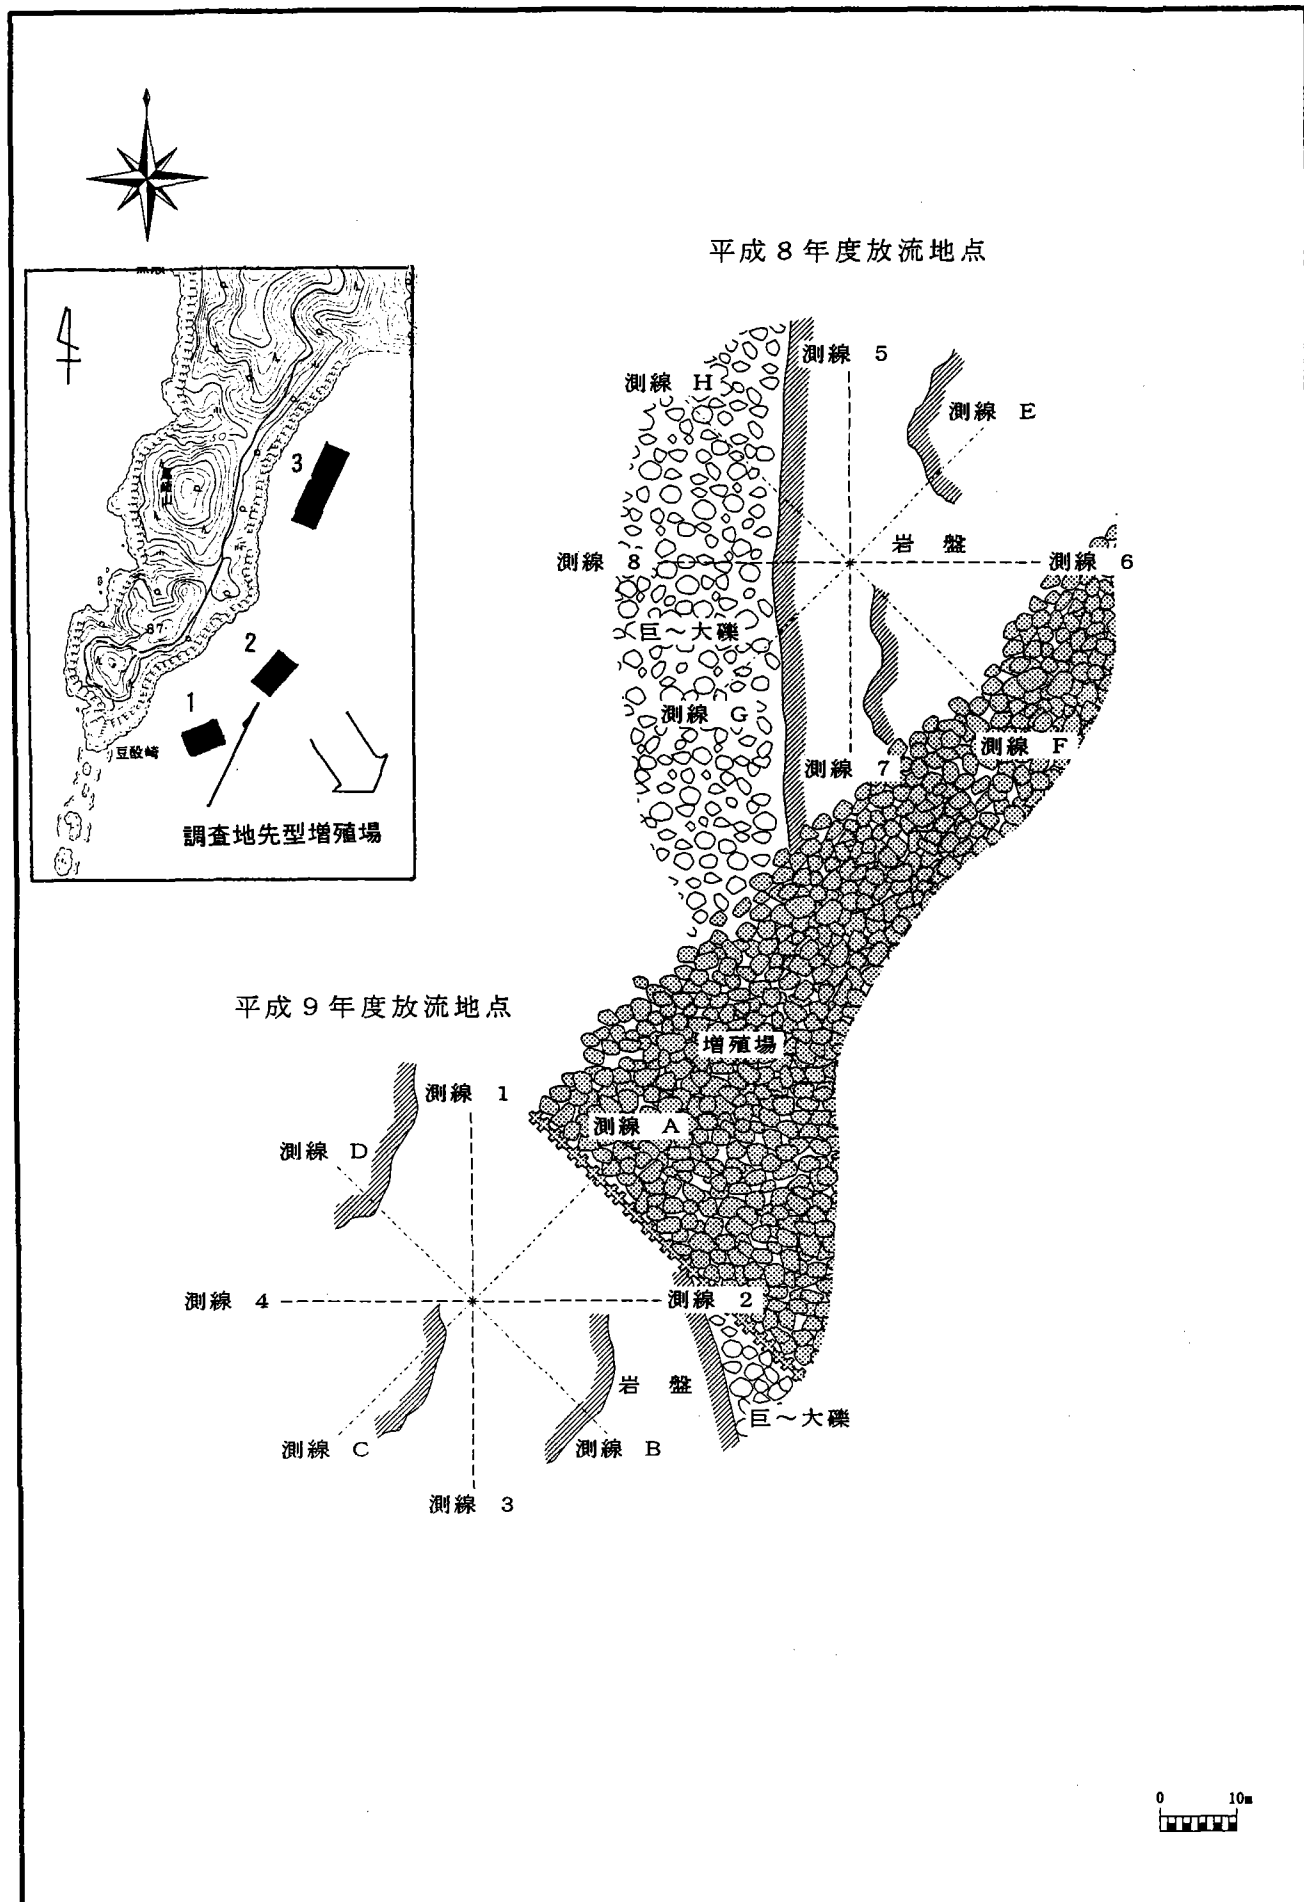 平成８年度放流地点
測線 5
測線 H
測線 E
3
岩 盤
測線 8
測線 6
巨～大礫
87
2
測線 G
1
測線 F
豆酘崎
測線 7
調査地先型増殖場
平成９年度放流地点
増殖場
測線 1
測線 A
測線 D
測線 4
測線 2
岩 盤
巨～大礫
測線 C
測線 B
測線 3
0 10m